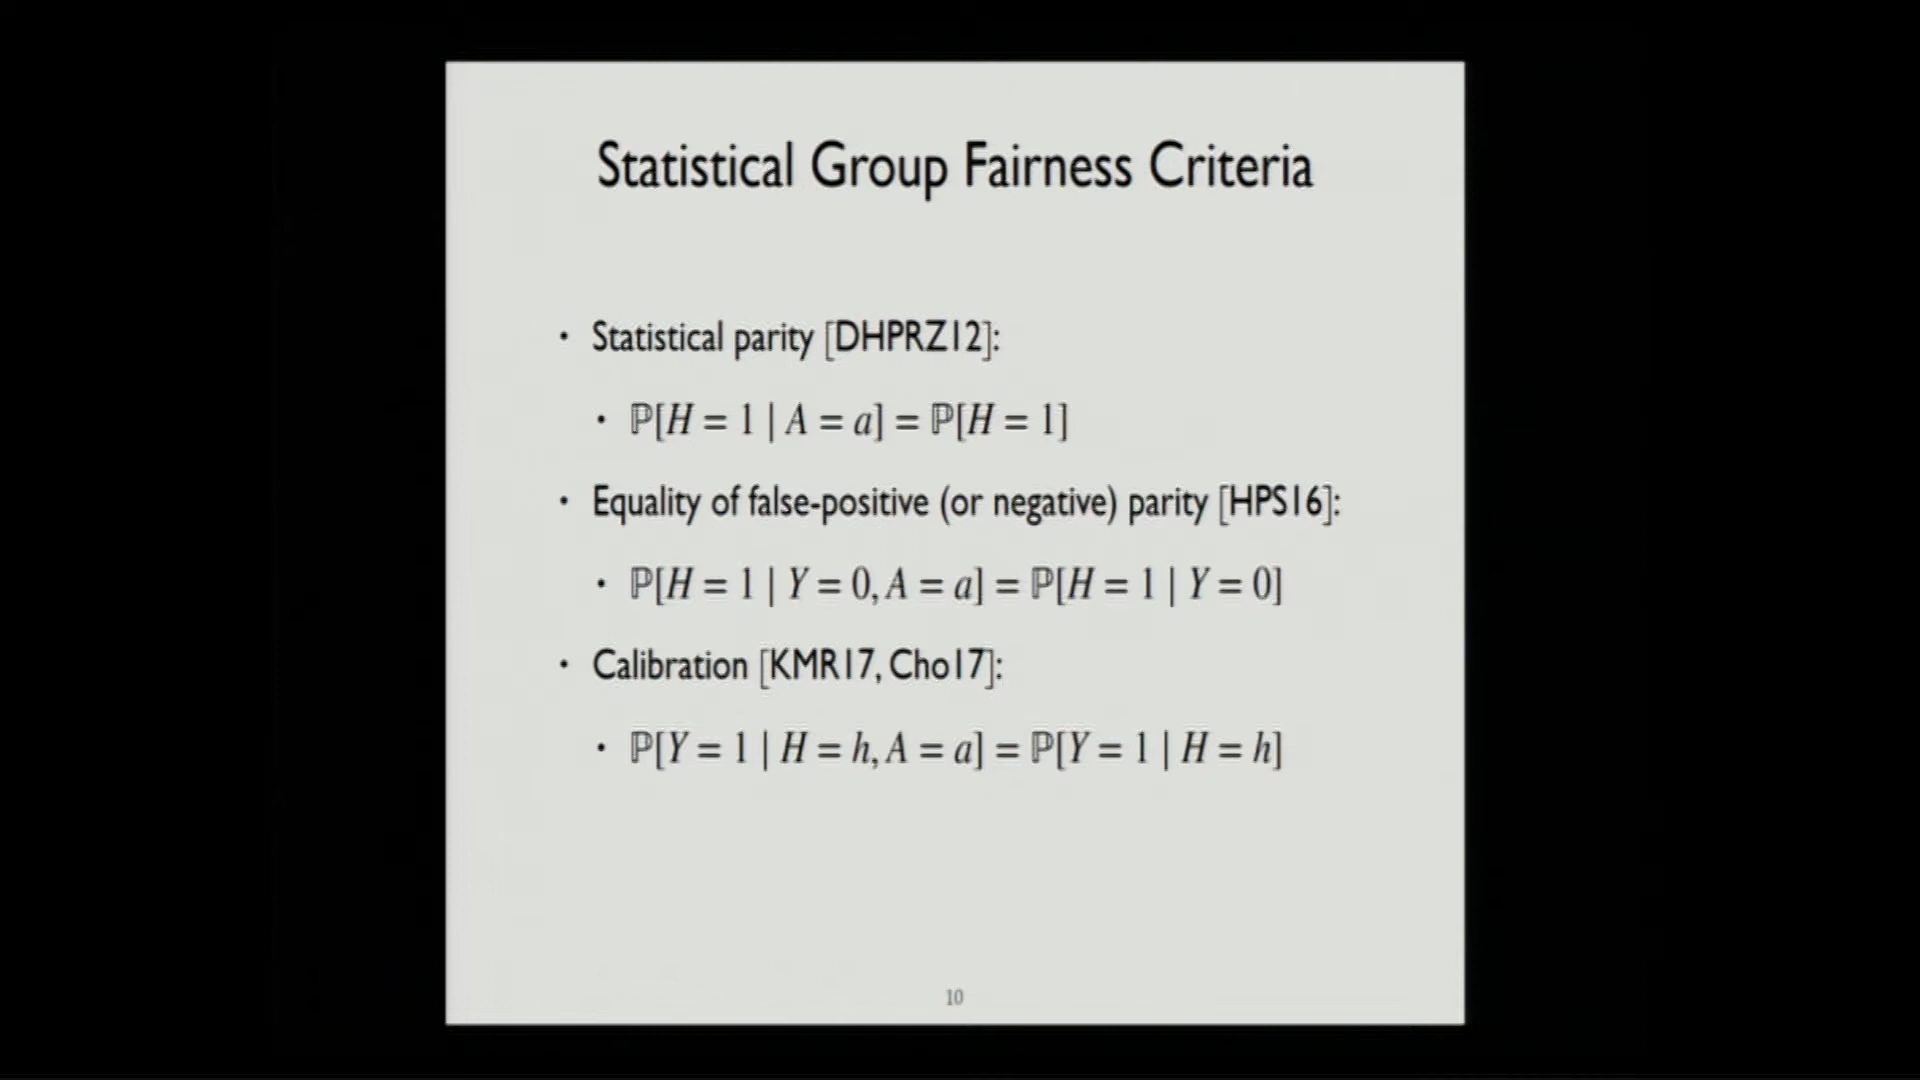 Statistical Group Fairness Criteria
• Statistical parity [DHPRZ12]:
• ℙ[H = 1 | A = a] = ℙ[H = 1]
• Equality of false-positive (or negative) parity [HPS16]:
• ℙ[H = 1 | Y = 0, A = a] = ℙ[H = 1 | Y = 0]
• Calibration [KMR17, Cho17]:
• ℙ[Y = 1 | H = h, A = a] = ℙ[Y = 1 | H = h]
10